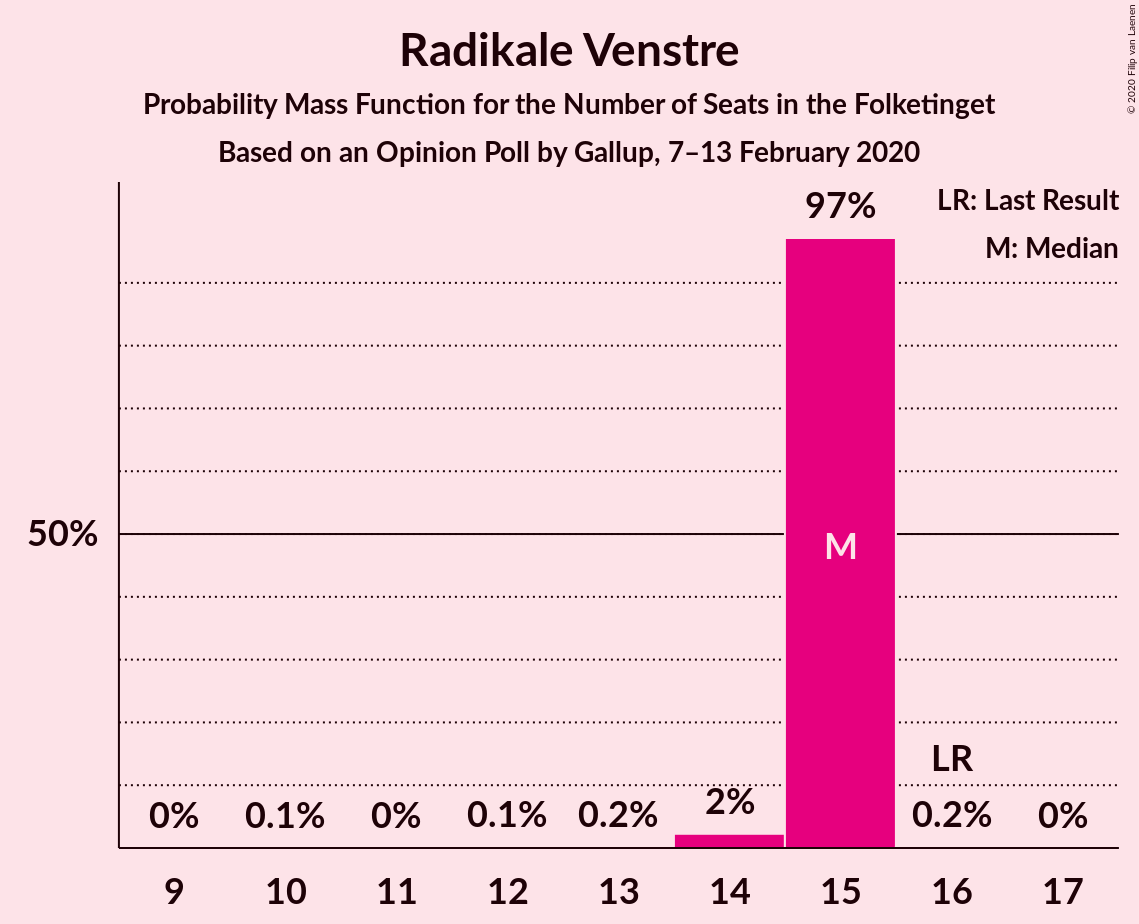 Radikale Venstre
Probability Mass Function for the Number of Seats in the Folketinget
Based on an Opinion Poll by Gallup, 7–13 February 2020
© 2020 Filip van Laenen
LR: Last Result
M: Median
97%
50%
M
LR
0%
0.1%
0%
0.1%
0.2%
2%
0.2%
0%
9
10
11
12
13
14
15
16
17